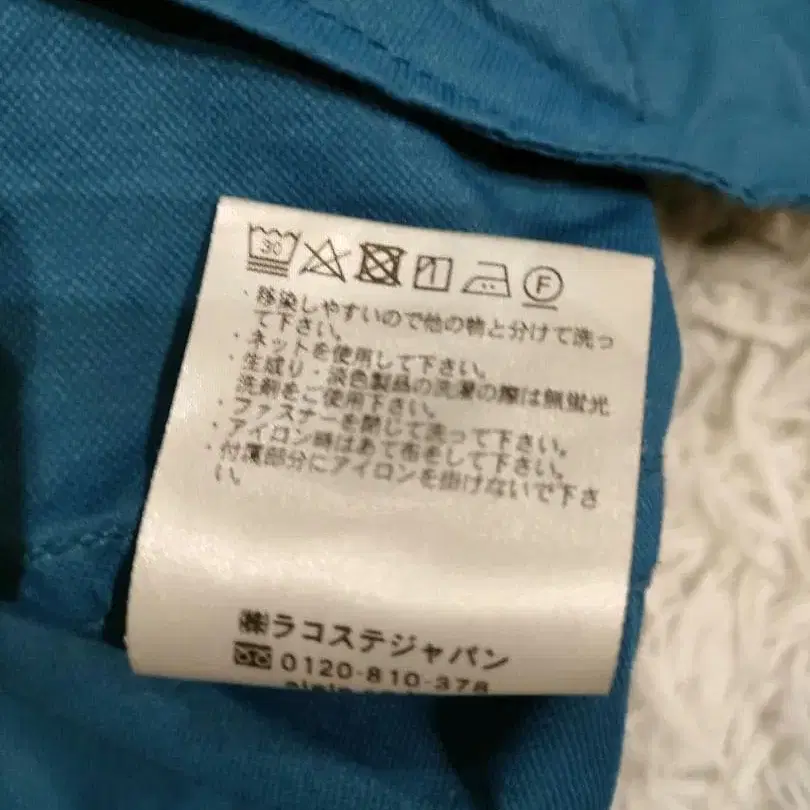 30 F
・移染しやすいので他の物と分けて洗っ
て下さい。
・ネットを使用して下さい。
・生成り・淡色製品の洗濯の際は無蛍光
洗剤をご使用下さい。
・ファスナーを閉じて洗って下さい。
・アイロン時はあて布をして下さい。
・付属部分にアイロンを掛けないで下さ
い。
㈱ラコステジャパン
0120-810-378